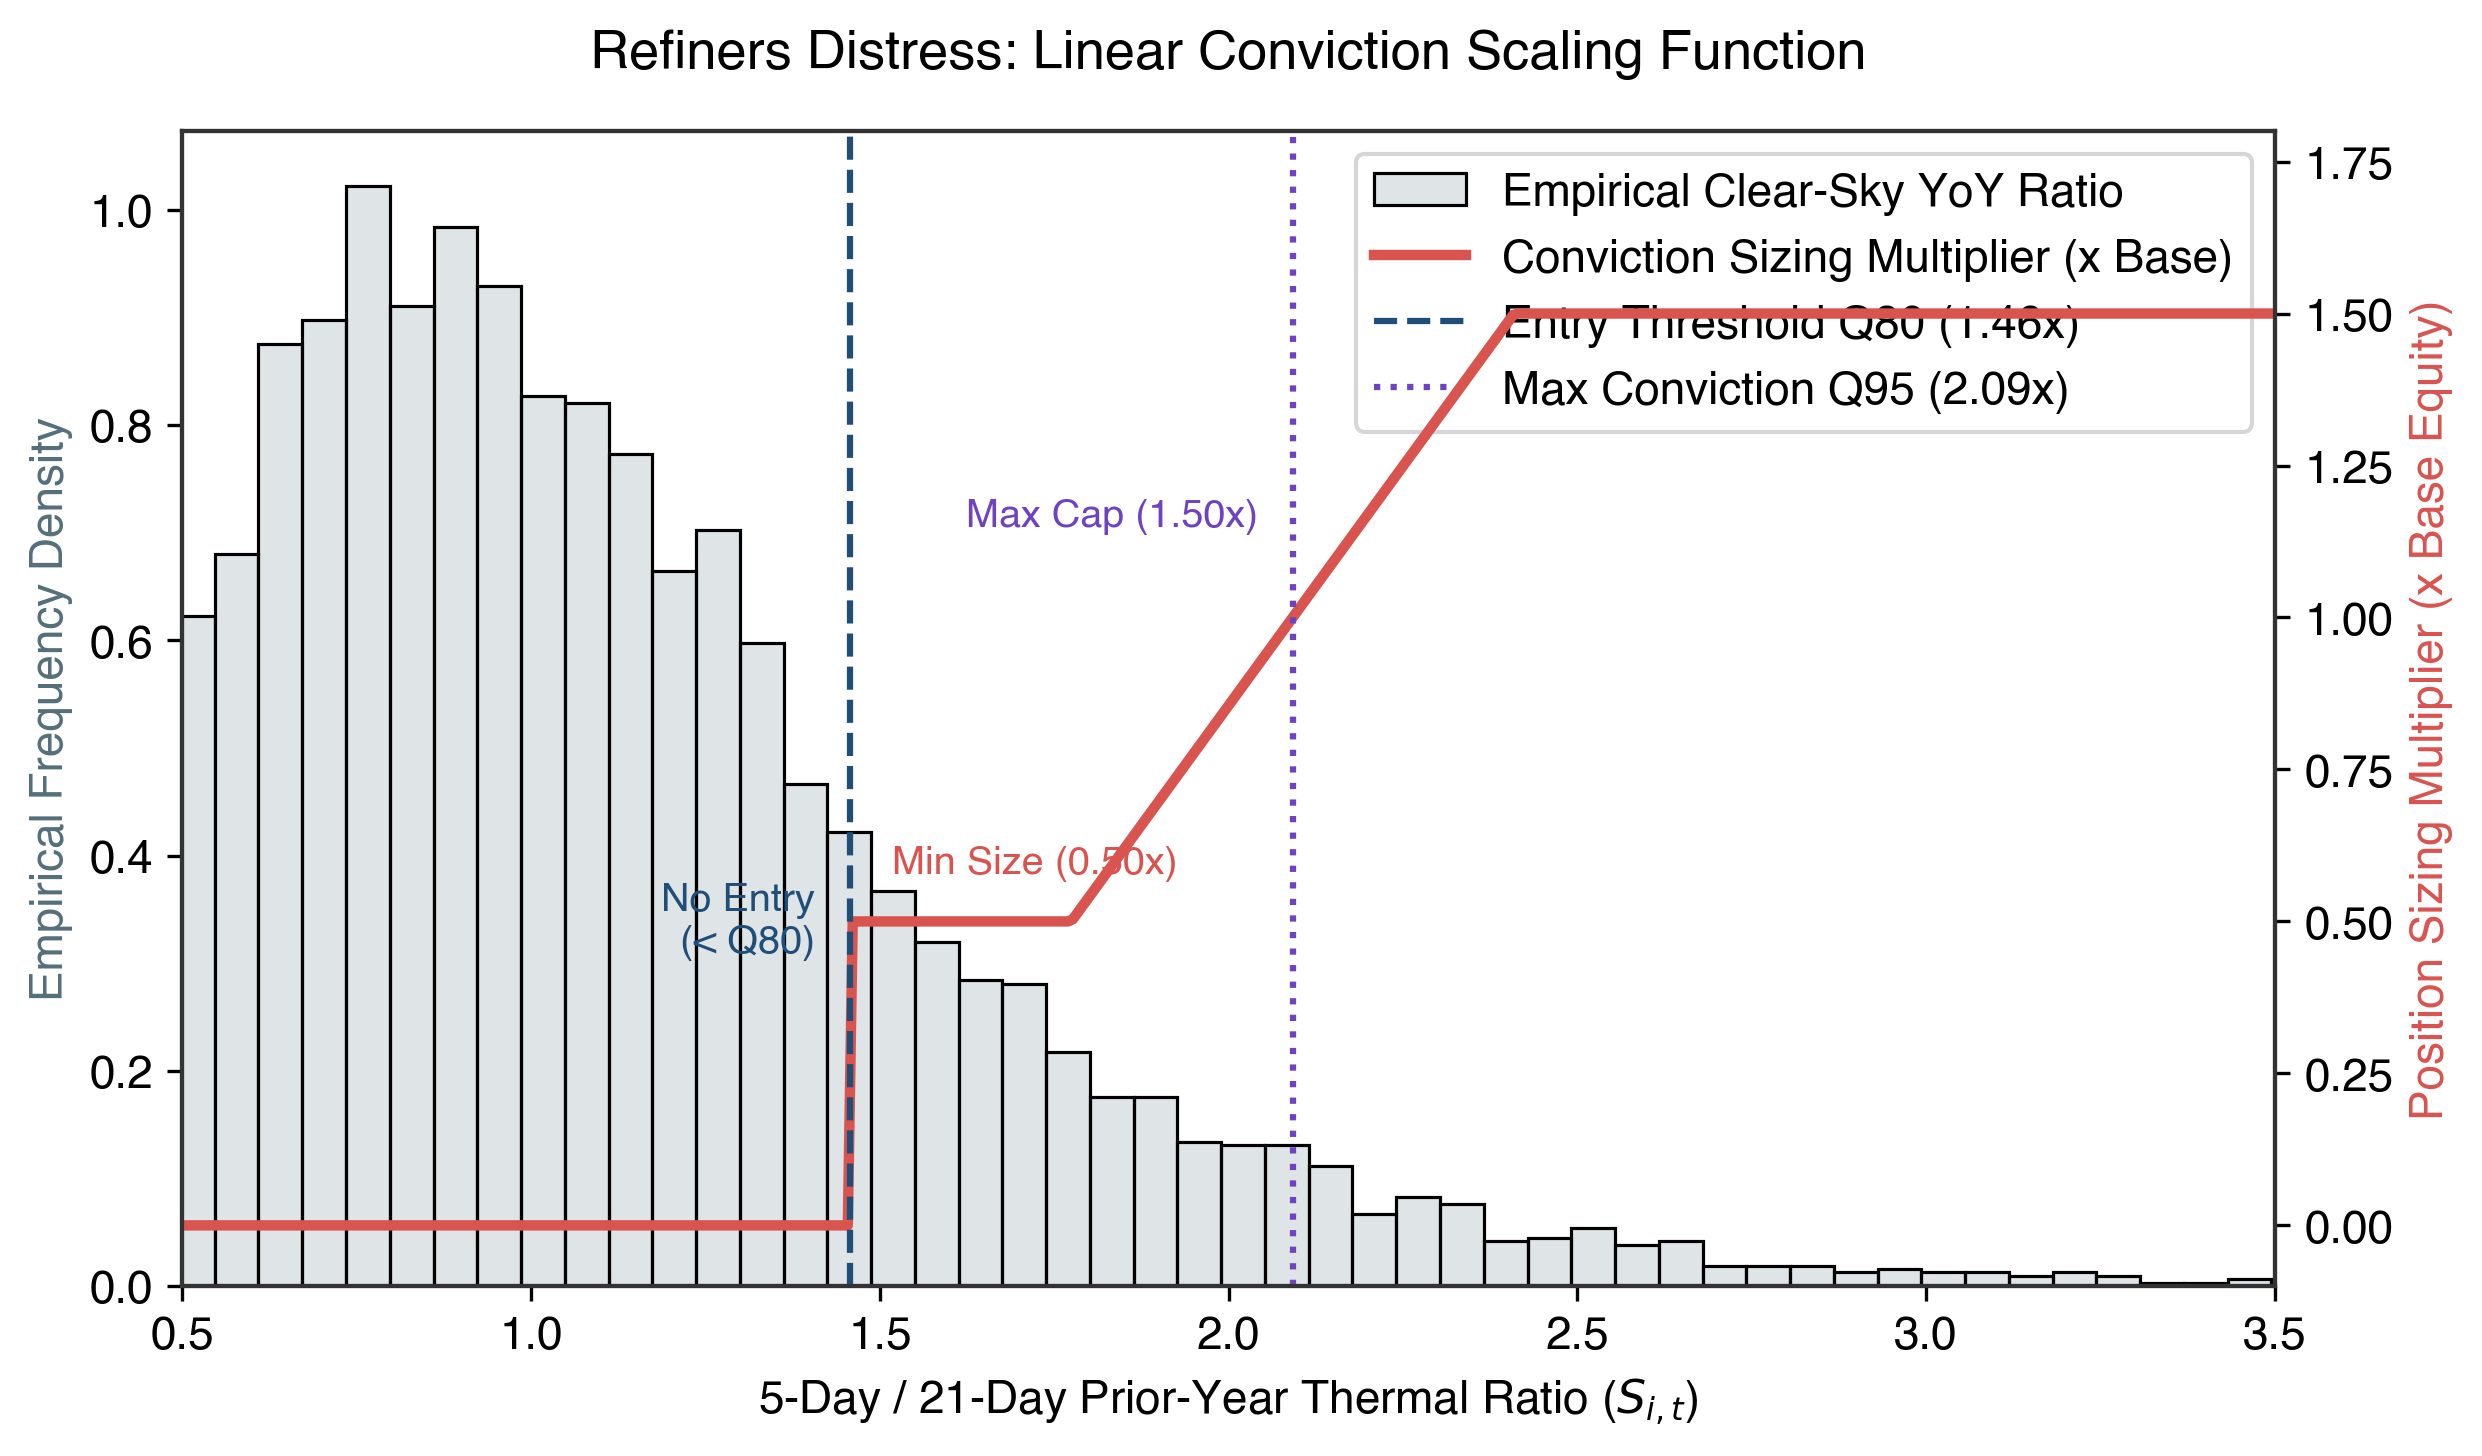 Refiners Distress: Linear Conviction Scaling Function
Empirical Frequency Density
1.0
0.8
0.6
0.4
0.2
0.0
Empirical Clear-Sky YoY Ratio
Conviction Sizing Multiplier (x Base)
Entry Threshold Q80 (1.46x)
Max Conviction Q95 (2.09x)
Max Cap (1.50x)
Min Size (0.50x)
No Entry
(< Q80)
1.75
1.50
1.25
1.00
0.75
0.50
0.25
0.00
Position Sizing Multiplier (x Base Equity)
0.5 1.0 1.5 2.0 2.5 3.0 3.5
5-Day / 21-Day Prior-Year Thermal Ratio (S_{i,t})